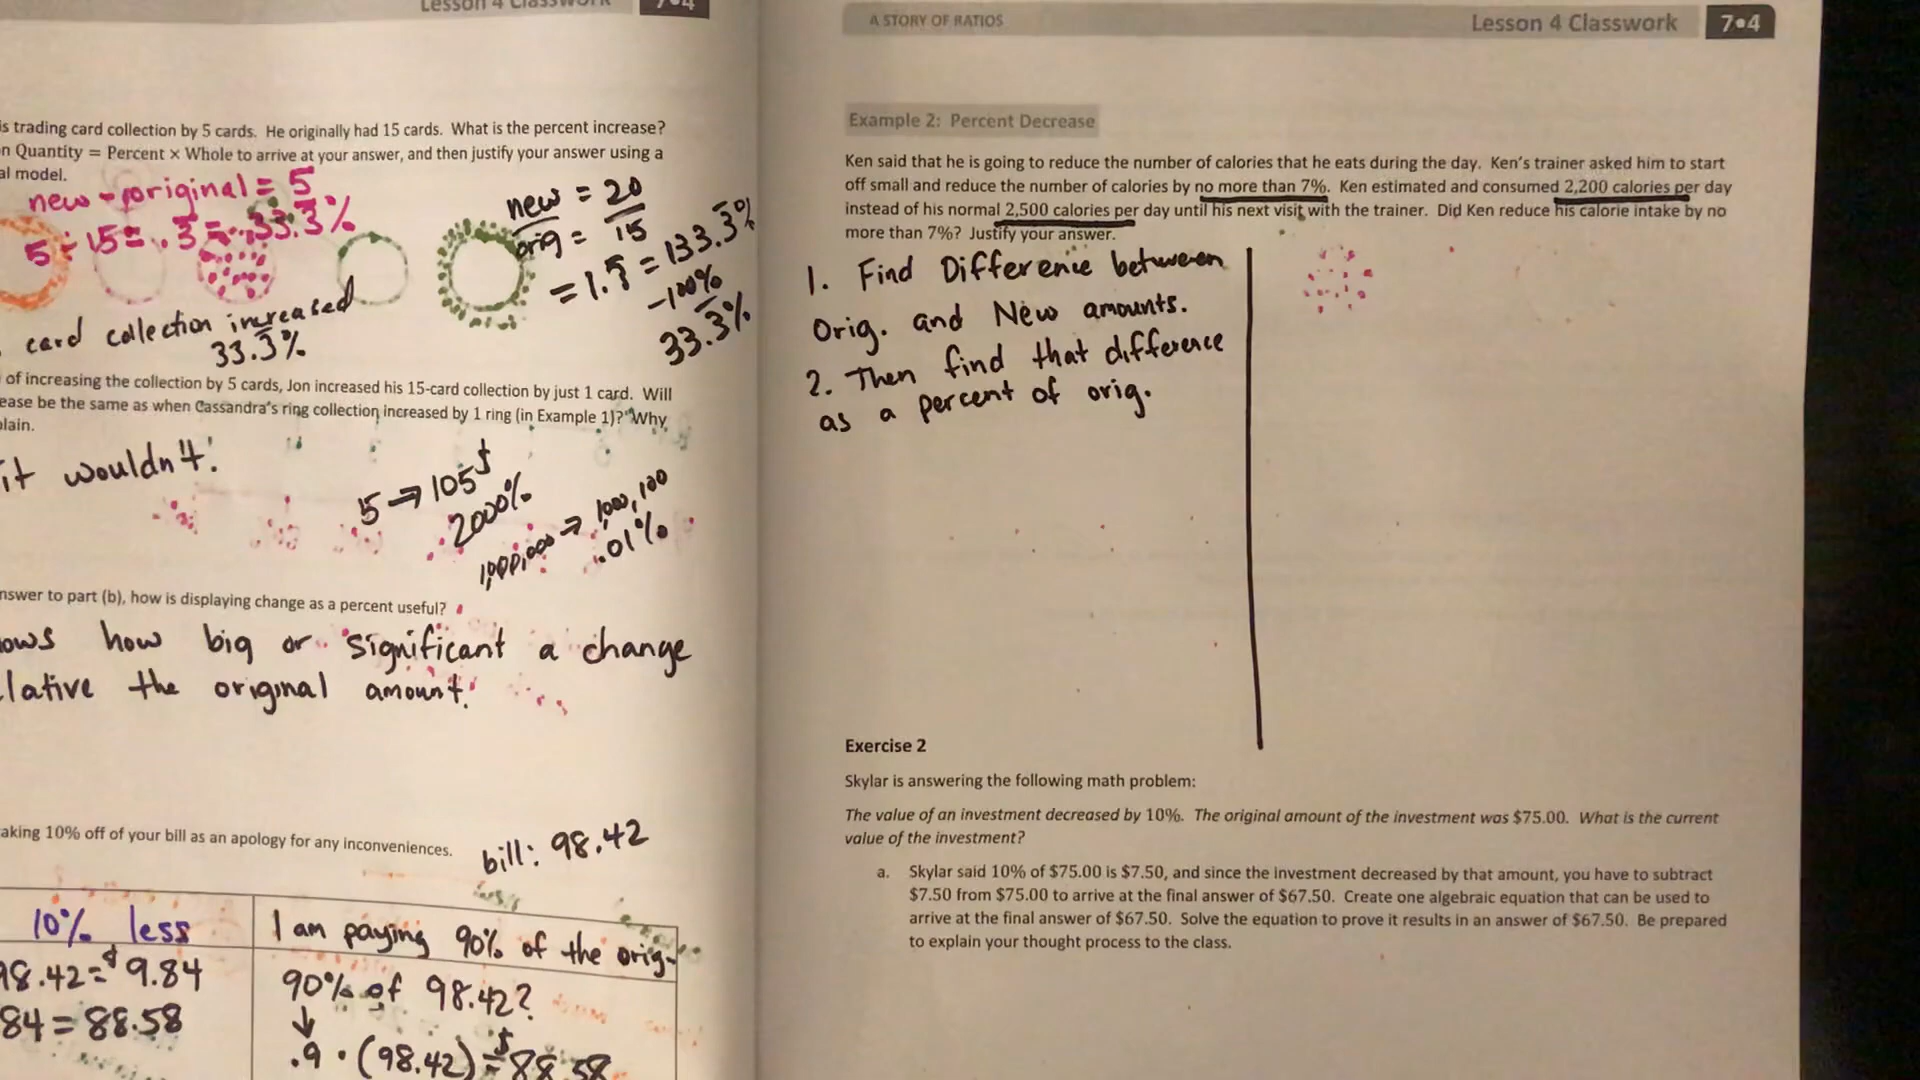 Lesson 4 Classwork
7•4
is trading card collection by 5 cards. He originally had 15 cards. What is the percent increase?
n Quantity = Percent × Whole to arrive at your answer, and then justify your answer using a
al model.
new - original = 5
5 ÷ 15 = .3 = .33.3%
new = 20
orig = 15
= 1.3 = 133.3%
-100%
33.3%
card collection increased
33.3%
of increasing the collection by 5 cards, Jon increased his 15-card collection by just 1 card. Will
ease be the same as when Cassandra's ring collection increased by 1 ring (in Example 1)? Why
plain.
it wouldn't.
5 → 105
2000%
1,000,000 → 1,000,100
.01%
nswer to part (b), how is displaying change as a percent useful?
ows how big or significant a change
lative the original amount.
aking 10% off of your bill as an apology for any inconveniences.
bill: 98.42
10% less
98.42 = $9.84
84 = 88.58
I am paying 90% of the orig.
90% of 98.42?
↓
.9 · (98.42) = $88.58
A STORY OF RATIOS
Lesson 4 Classwork
7•4
Example 2: Percent Decrease
Ken said that he is going to reduce the number of calories that he eats during the day. Ken's trainer asked him to start
off small and reduce the number of calories by no more than 7%. Ken estimated and consumed 2,200 calories per day
instead of his normal 2,500 calories per day until his next visit with the trainer. Did Ken reduce his calorie intake by no
more than 7%? Justify your answer.
1. Find Difference between
Orig. and New amounts.
2. Then find that difference
as a percent of orig.
Exercise 2
Skylar is answering the following math problem:
The value of an investment decreased by 10%. The original amount of the investment was $75.00. What is the current
value of the investment?
a. Skylar said 10% of $75.00 is $7.50, and since the investment decreased by that amount, you have to subtract
$7.50 from $75.00 to arrive at the final answer of $67.50. Create one algebraic equation that can be used to
arrive at the final answer of $67.50. Solve the equation to prove it results in an answer of $67.50. Be prepared
to explain your thought process to the class.